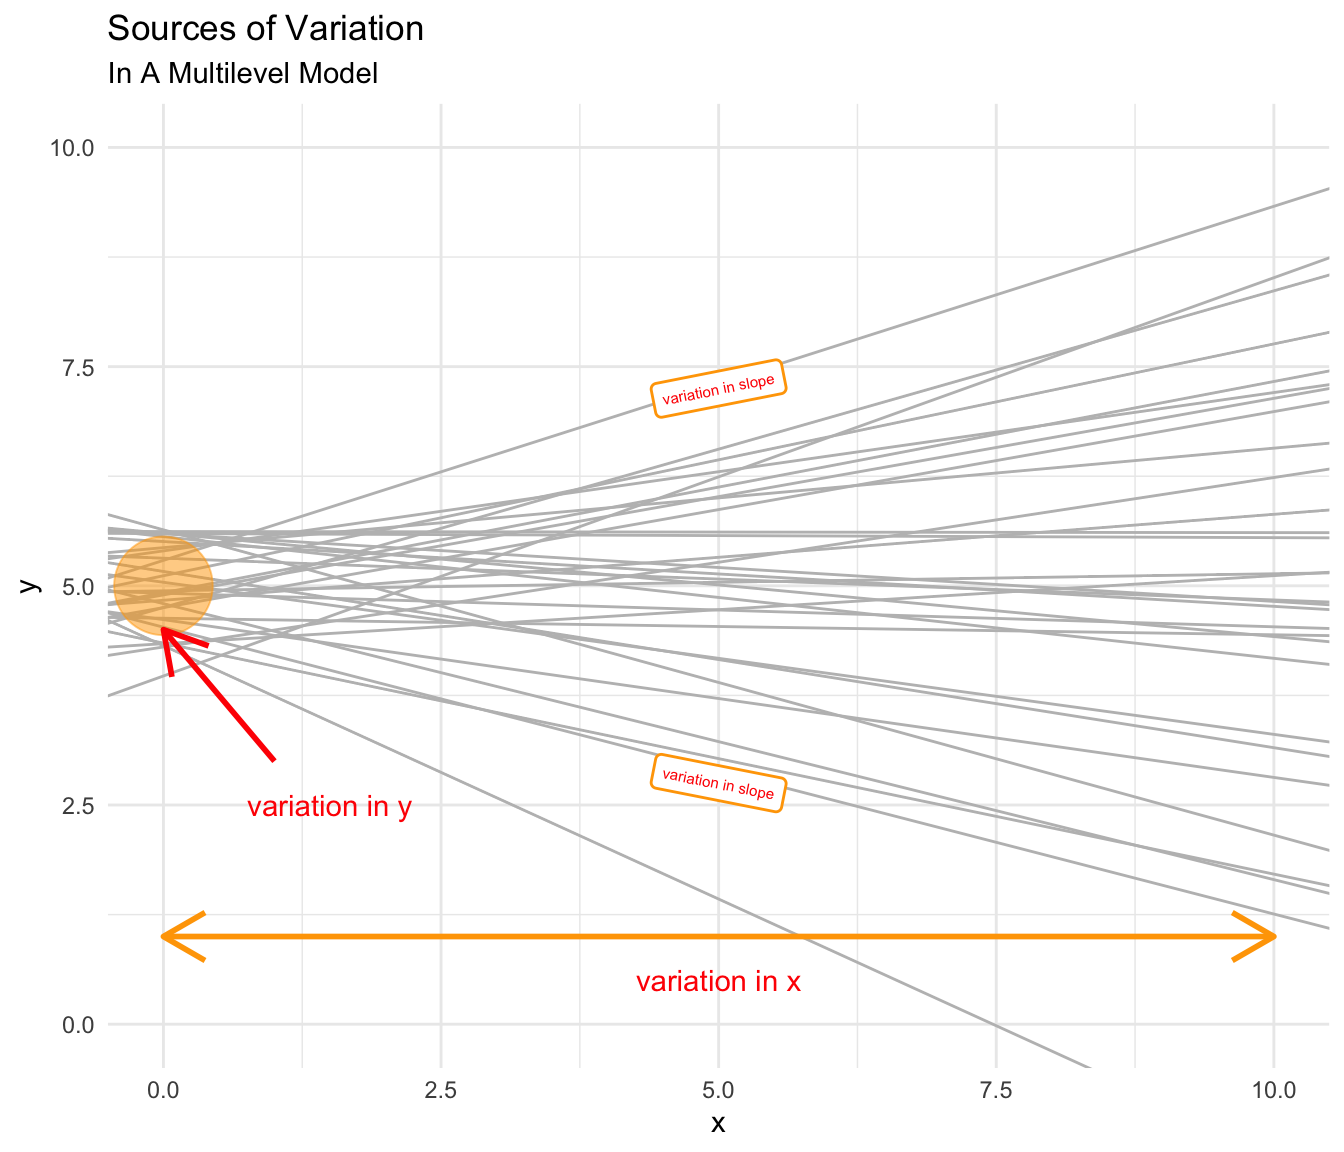 Sources of Variation
In A Multilevel Model
10.0
7.5
5.0
2.5
0.0
y
variation in slope
variation in slope
variation in y
variation in x
0.0 2.5 5.0 7.5 10.0
x